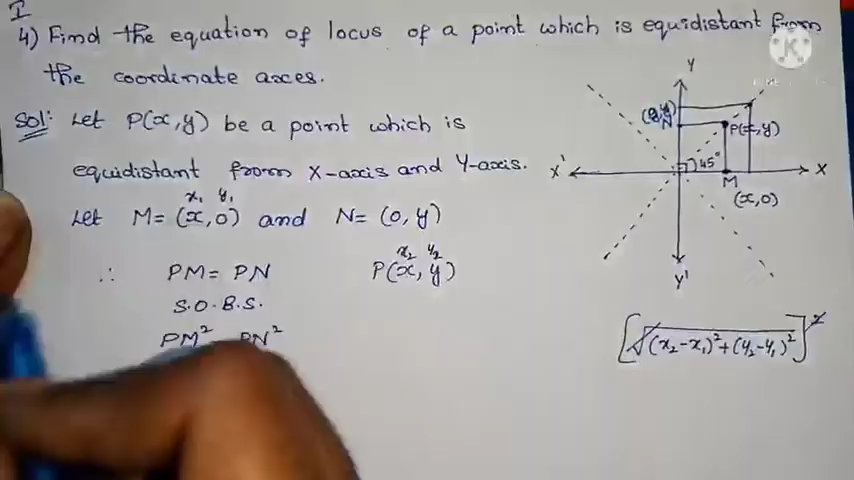 I
4) Find the equation of locus of a point which is equidistant from
the coordinate axes.
Sol: Let P(x,y) be a point which is
equidistant from X-axis and Y-axis.
x₁ y₁
Let M= (x,0) and N= (0,y)
x₂ y₂
∴ PM = PN P(x,y)
S.O.B.S.
PM² PN²
Y
N
P(x,y)
45°
X' X
M
(x,0)
Y'
[√(x₂-x₁)²+(y₂-y₁)²]²
K